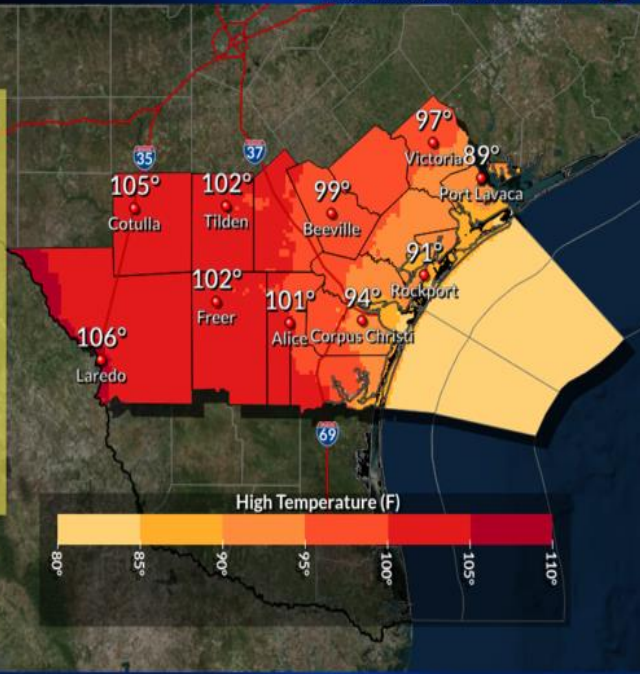 97°
Victoria
89°
Port Lavaca
35
37
105°
Cotulla
102°
Tilden
99°
Beeville
91°
Rockport
102°
Freer
101°
Alice
94°
Corpus Christi
106°
Laredo
69
High Temperature (F)
80°
85°
90°
95°
100°
105°
110°